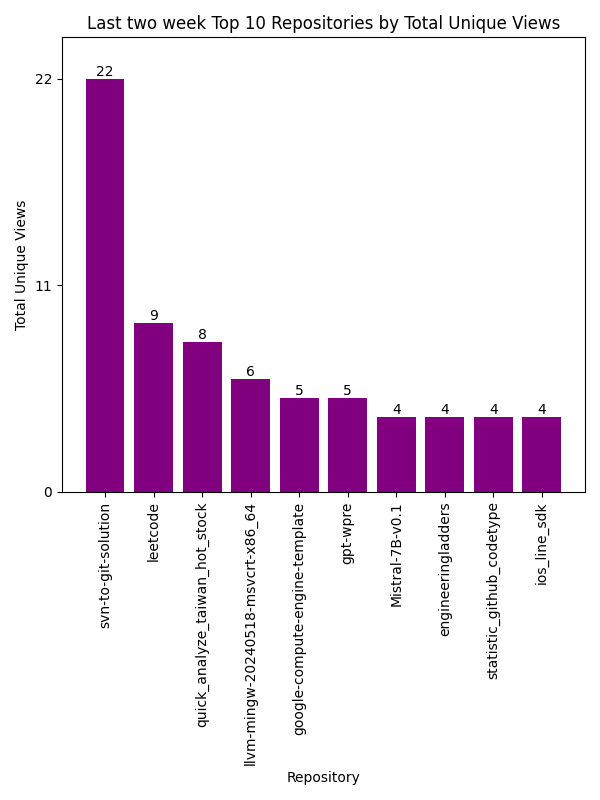 Last two week Top 10 Repositories by Total Unique Views
Total Unique Views
22
11
0
22
9
8
6
5
5
4
4
4
4
svn-to-git-solution
leetcode
quick_analyze_taiwan_hot_stock
llvm-mingw-20240518-msvcrt-x86_64
google-compute-engine-template
gpt-wpre
Mistral-7B-v0.1
engineeringladders
statistic_github_codetype
ios_line_sdk
Repository